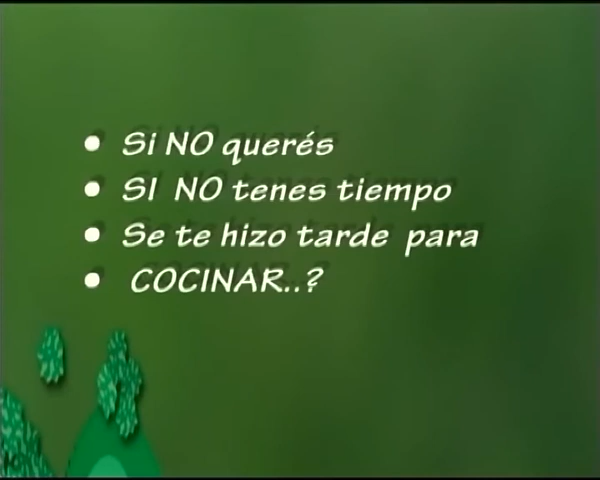 • Si NO querés
• SI NO tenes tiempo
• Se te hizo tarde para
• COCINAR..?